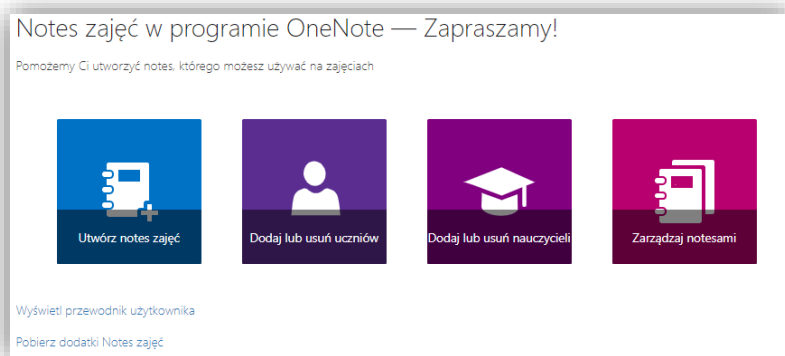 Notes zajęć w programie OneNote — Zapraszamy!
Pomożemy Ci utworzyć notes, którego możesz używać na zajęciach
Utwórz notes zajęć
Dodaj lub usuń uczniów
Dodaj lub usuń nauczycieli
Zarządzaj notesami
Wyświetl przewodnik użytkownika
Pobierz dodatki Notes zajęć